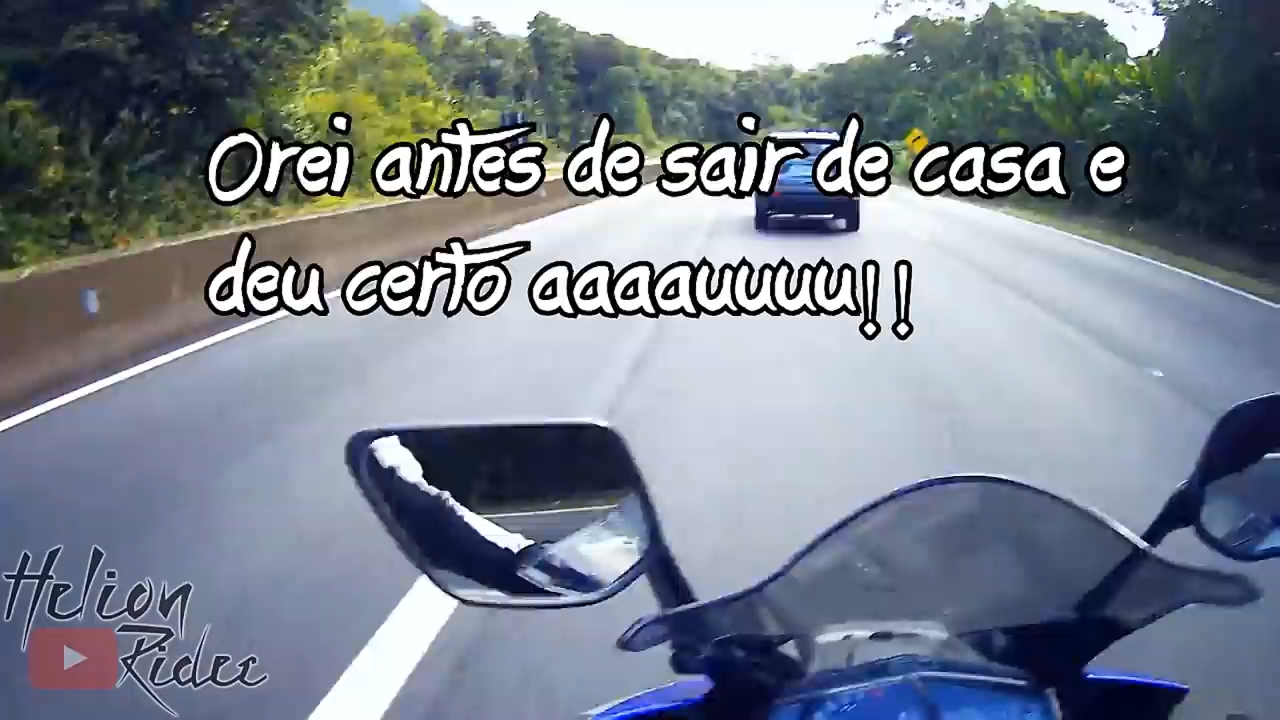 Orei antes de sair de casa e
deu certo aaaauuuu!!
Helion
Rider